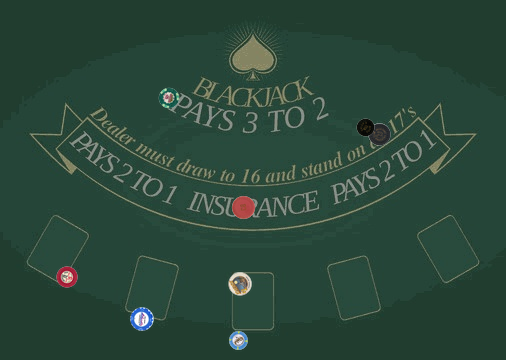 BLACKJACK
PAYS 3 TO 2
Dealer must draw to 16 and stand on 17's
PAYS 2 TO 1 INSURANCE PAYS 2 TO 1